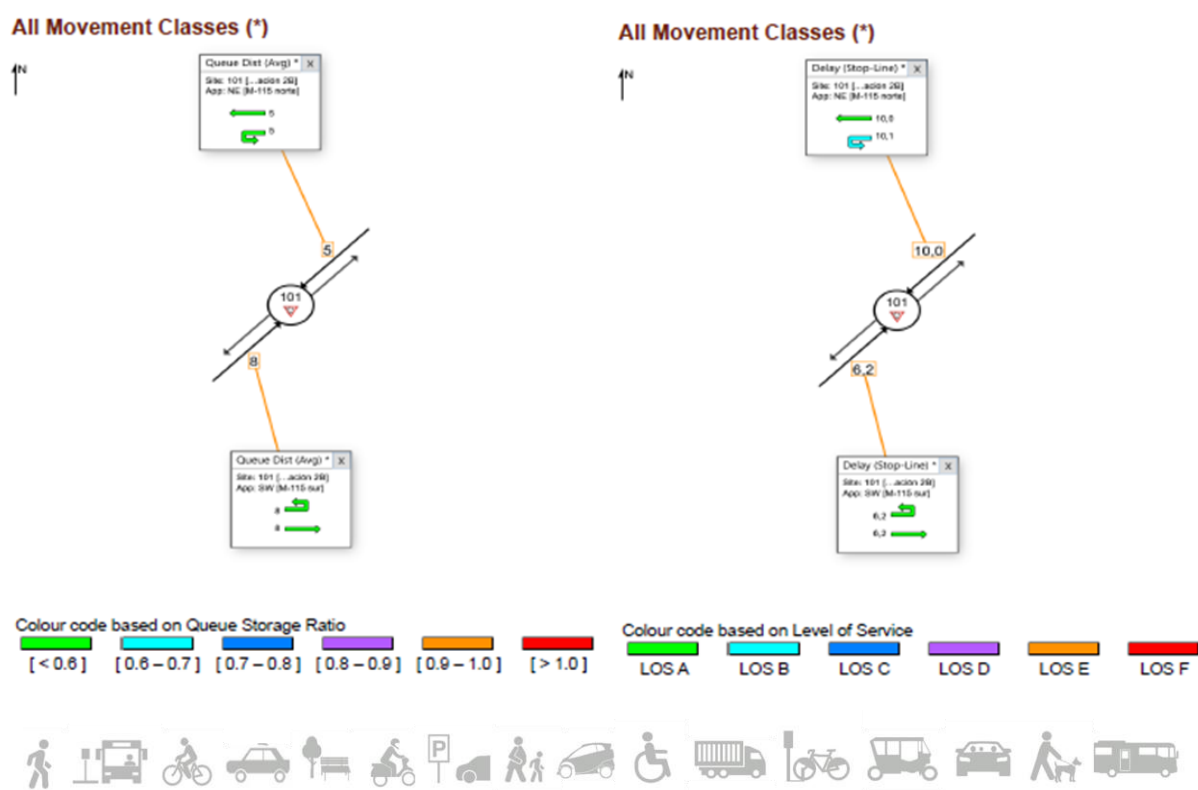 All Movement Classes (*)
N
Queue Dist (Avg) * X
Site: 101 [...ación 2B]
App: NE [M-115 norte]
5
5
5
101
8
Queue Dist (Avg) * X
Site: 101 [...ación 2B]
App: SW [M-115 sur]
8
8
Colour code based on Queue Storage Ratio
[ < 0.6 ] [ 0.6 – 0.7 ] [ 0.7 – 0.8 ] [ 0.8 – 0.9 ] [ 0.9 – 1.0 ] [ > 1.0 ]
All Movement Classes (*)
N
Delay (Stop-Line) * X
Site: 101 [...ación 2B]
App: NE [M-115 norte]
10,0
10,1
10,0
101
6,2
Delay (Stop-Line) * X
Site: 101 [...ación 2B]
App: SW [M-115 sur]
6,2
6,2
Colour code based on Level of Service
LOS A LOS B LOS C LOS D LOS E LOS F
P